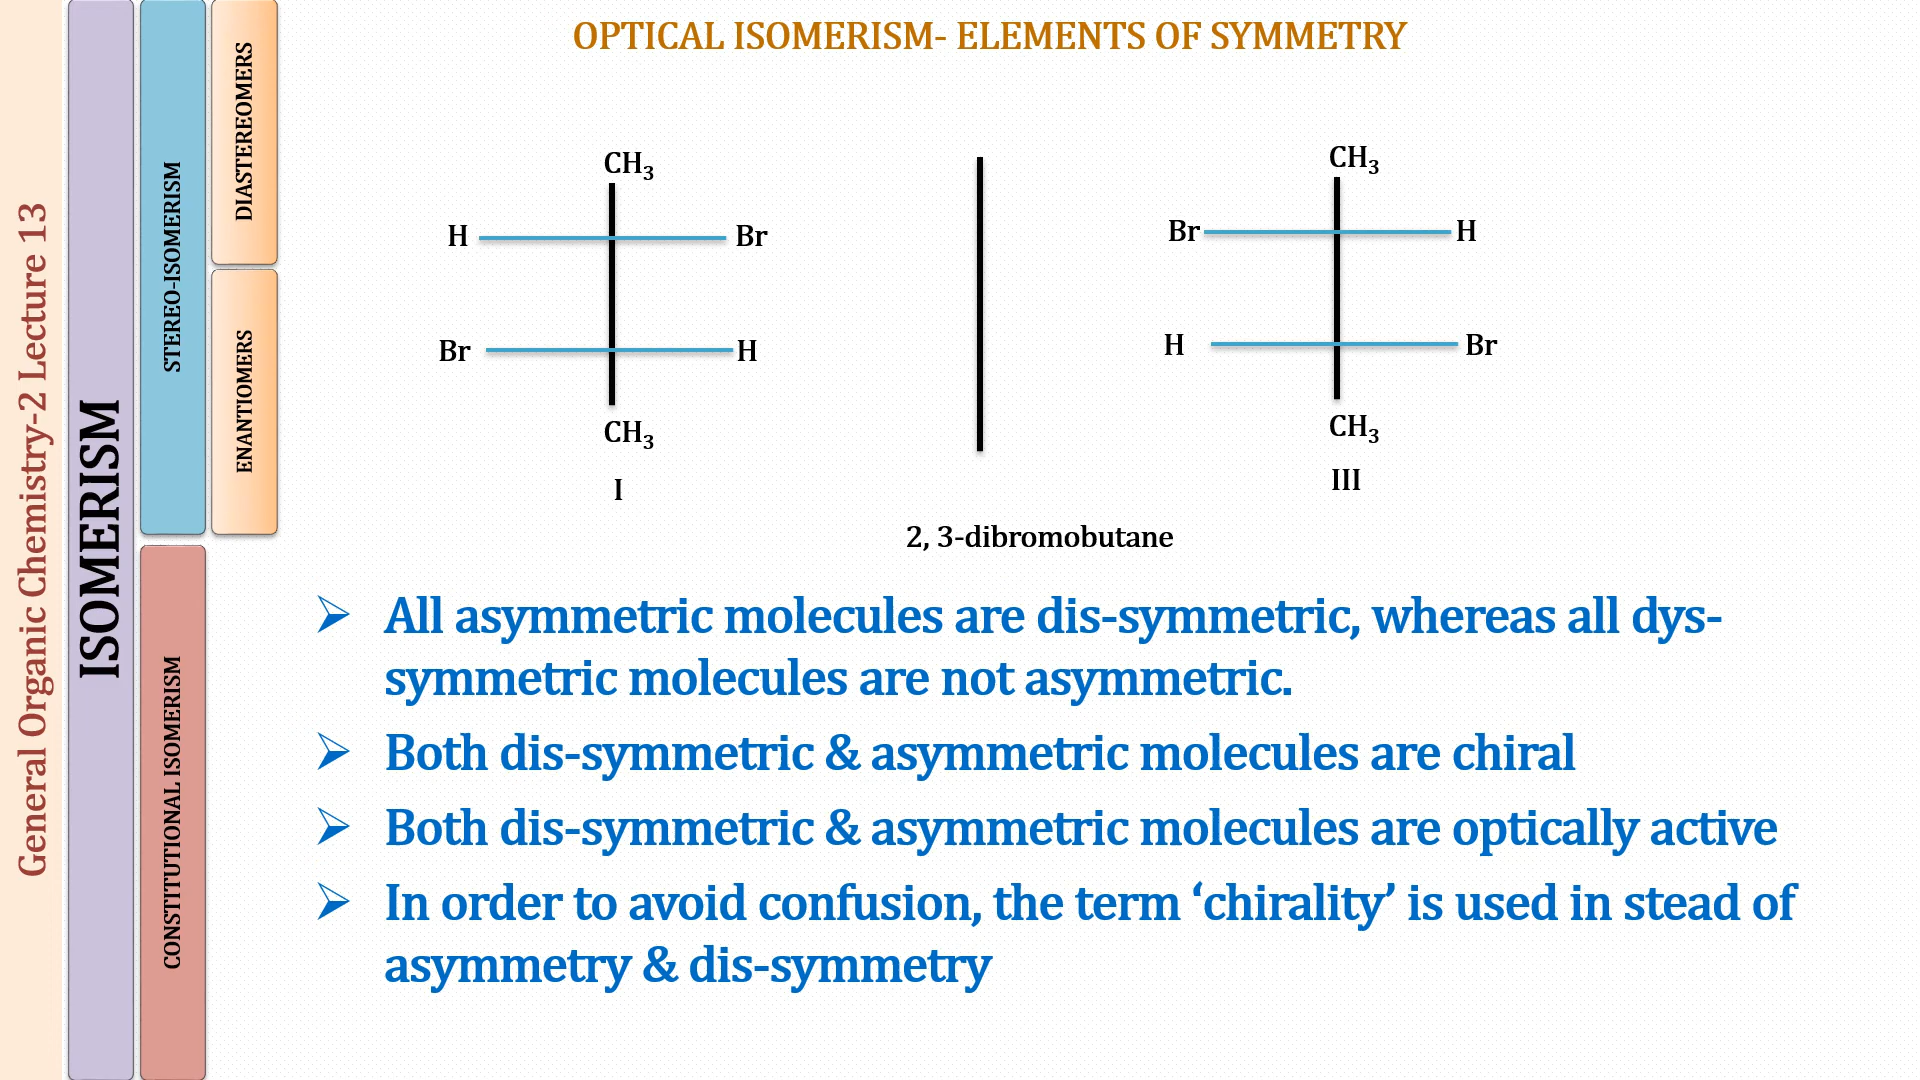 General Organic Chemistry-2 Lecture 13
ISOMERISM
STEREO-ISOMERISM
CONSTITUTIONAL ISOMERISM
DIASTEREOMERS
ENANTIOMERS
OPTICAL ISOMERISM- ELEMENTS OF SYMMETRY
CH₃
H Br
Br H
CH₃
I
CH₃
Br H
H Br
CH₃
III
2, 3-dibromobutane
➢ All asymmetric molecules are dis-symmetric, whereas all dys-
symmetric molecules are not asymmetric.
➢ Both dis-symmetric & asymmetric molecules are chiral
➢ Both dis-symmetric & asymmetric molecules are optically active
➢ In order to avoid confusion, the term ‘chirality’ is used in stead of
asymmetry & dis-symmetry